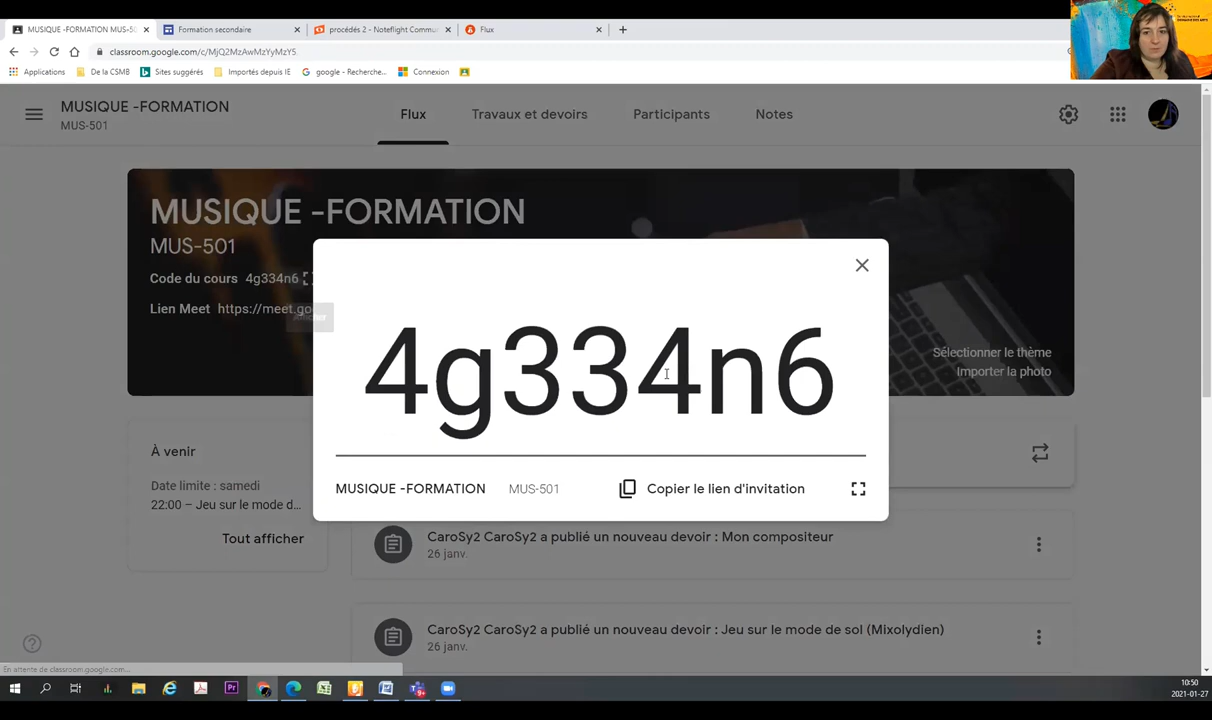 MUSIQUE -FORMATION MUS-50
Formation secondaire
procédés 2 - Noteflight Commu
Flux
classroom.google.com/c/MjQ2MzAwMzYyMzY5
Applications
De la CSMB
Sites suggérés
Importés depuis IE
google - Recherche...
Connexion
MUSIQUE -FORMATION
MUS-501
Flux
Travaux et devoirs
Participants
Notes
MUSIQUE -FORMATION
MUS-501
Code du cours 4g334n6
Lien Meet https://meet.go
Sélectionner le thème
Importer la photo
4g334n6
MUSIQUE -FORMATION MUS-501
Copier le lien d'invitation
À venir
Date limite : samedi
22:00 – Jeu sur le mode d...
Tout afficher
CaroSy2 CaroSy2 a publié un nouveau devoir : Mon compositeur
26 janv.
CaroSy2 CaroSy2 a publié un nouveau devoir : Jeu sur le mode de sol (Mixolydien)
26 janv.
En attente de classroom.google.com...
10:50
2021-01-27